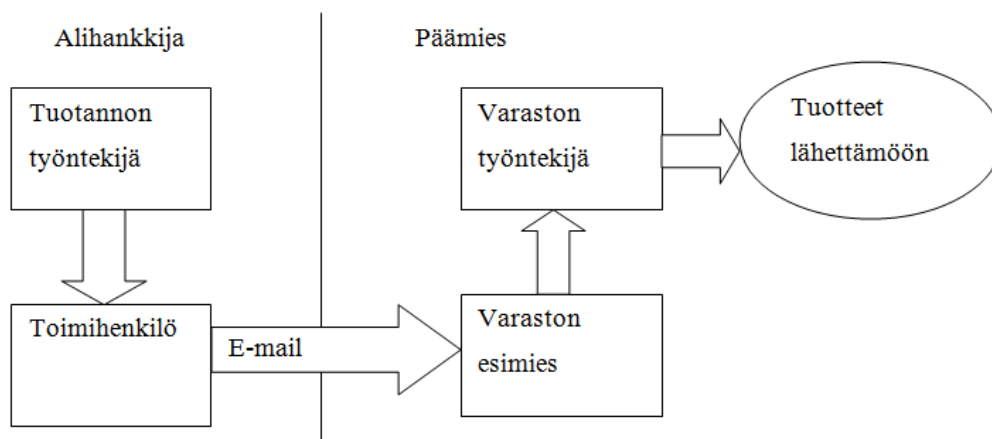 Alihankkija
Päämies
Tuotannon
työntekijä
Varaston
työntekijä
Tuotteet
lähettämöön
Toimihenkilö
E-mail
Varaston
esimies